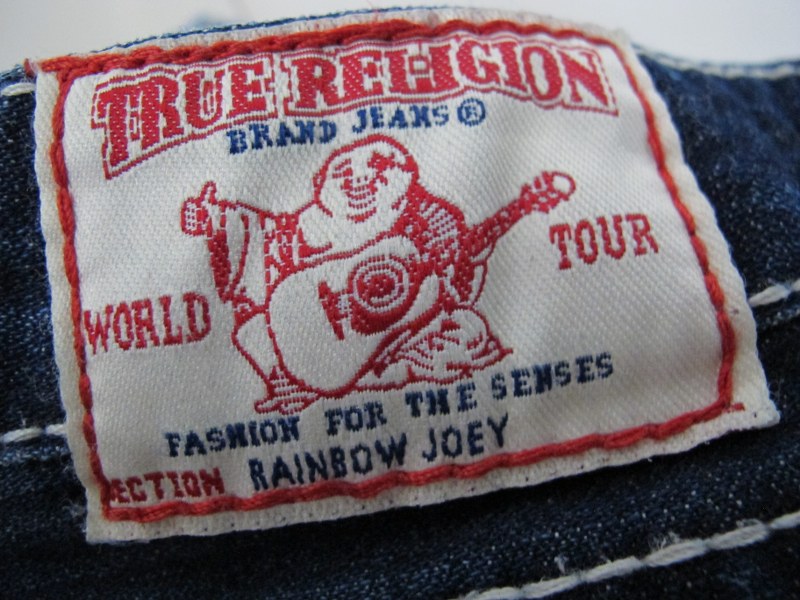 TRUE RELIGION
BRAND JEANS®
WORLD TOUR
FASHION FOR THE SENSES
ECTION RAINBOW JOEY